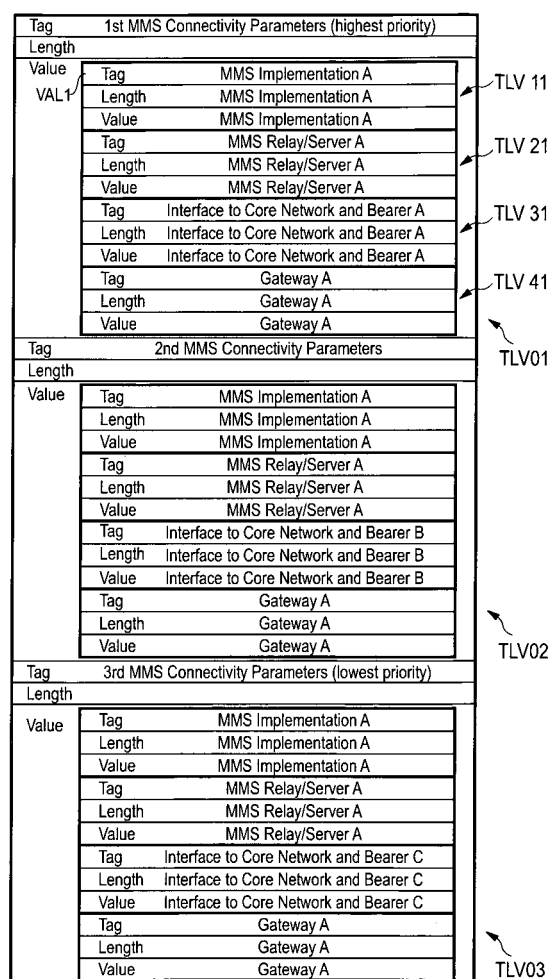 Tag 1st MMS Connectivity Parameters (highest priority)
Length
Value
VAL1
Tag MMS Implementation A
Length MMS Implementation A
Value MMS Implementation A
TLV 11
Tag MMS Relay/Server A
Length MMS Relay/Server A
Value MMS Relay/Server A
TLV 21
Tag Interface to Core Network and Bearer A
Length Interface to Core Network and Bearer A
Value Interface to Core Network and Bearer A
TLV 31
Tag Gateway A
Length Gateway A
Value Gateway A
TLV 41
TLV01
Tag 2nd MMS Connectivity Parameters
Length
Value
Tag MMS Implementation A
Length MMS Implementation A
Value MMS Implementation A
Tag MMS Relay/Server A
Length MMS Relay/Server A
Value MMS Relay/Server A
Tag Interface to Core Network and Bearer B
Length Interface to Core Network and Bearer B
Value Interface to Core Network and Bearer B
Tag Gateway A
Length Gateway A
Value Gateway A
TLV02
Tag 3rd MMS Connectivity Parameters (lowest priority)
Length
Value
Tag MMS Implementation A
Length MMS Implementation A
Value MMS Implementation A
Tag MMS Relay/Server A
Length MMS Relay/Server A
Value MMS Relay/Server A
Tag Interface to Core Network and Bearer C
Length Interface to Core Network and Bearer C
Value Interface to Core Network and Bearer C
Tag Gateway A
Length Gateway A
Value Gateway A
TLV03